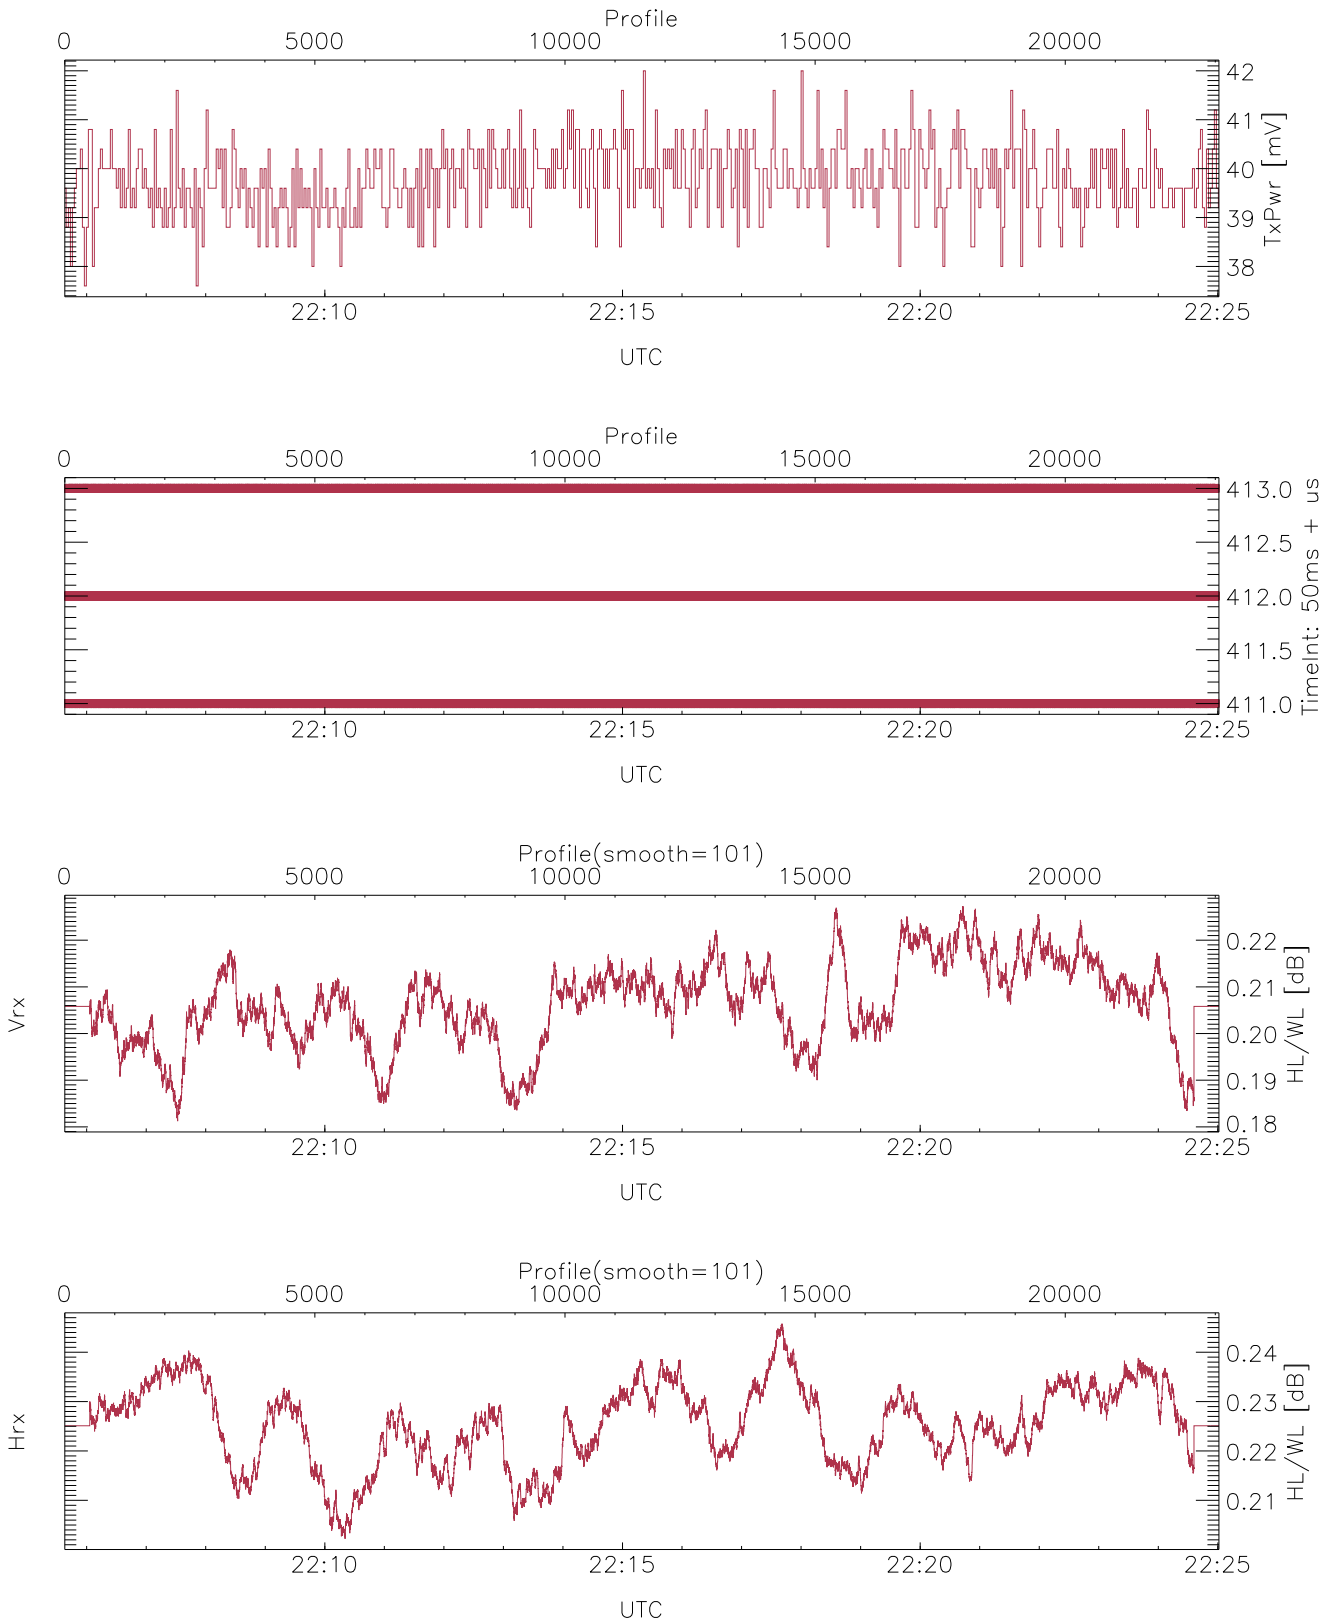 Profile
0 5000 10000 15000 20000
42
41
40
39
38
TxPwr [mV]
22:10 22:15 22:20 22:25
UTC
Profile
0 5000 10000 15000 20000
413.0
412.5
412.0
411.5
411.0
TimeInt: 50ms + us
22:10 22:15 22:20 22:25
UTC
Profile(smooth=101)
0 5000 10000 15000 20000
Vrx
0.22
0.21
0.20
0.19
0.18
HL/WL [dB]
22:10 22:15 22:20 22:25
UTC
Profile(smooth=101)
0 5000 10000 15000 20000
Hrx
0.24
0.23
0.22
0.21
HL/WL [dB]
22:10 22:15 22:20 22:25
UTC